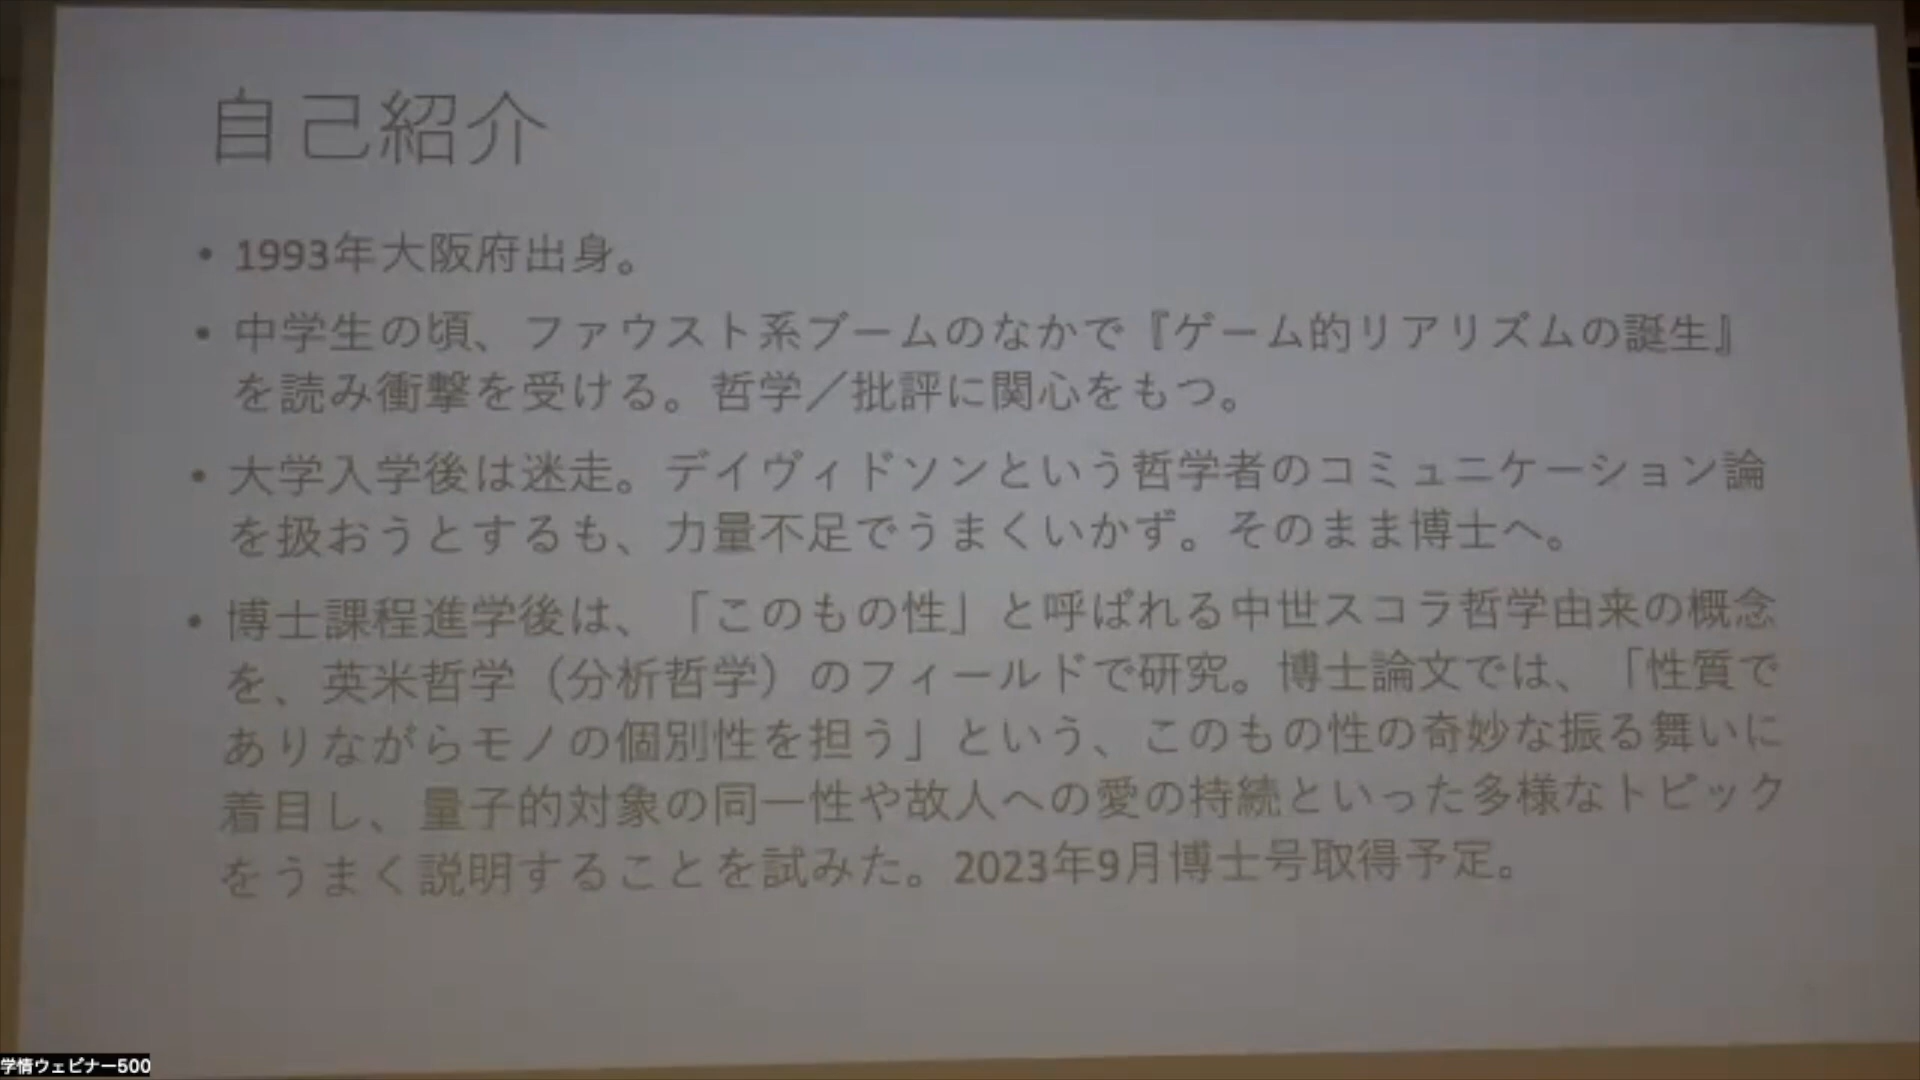 自己紹介
• 1993年大阪府出身。
• 中学生の頃、ファウスト系ブームのなかで『ゲーム的リアリズムの誕生』
を読み衝撃を受ける。哲学／批評に関心をもつ。
• 大学入学後は迷走。デイヴィドソンという哲学者のコミュニケーション論
を扱おうとするも、力量不足でうまくいかず。そのまま博士へ。
• 博士課程進学後は、「このもの性」と呼ばれる中世スコラ哲学由来の概念
を、英米哲学（分析哲学）のフィールドで研究。博士論文では、「性質で
ありながらモノの個別性を担う」という、このもの性の奇妙な振る舞いに
着目し、量子的対象の同一性や故人への愛の持続といった多様なトピック
をうまく説明することを試みた。2023年9月博士号取得予定。
学情ウェビナー500